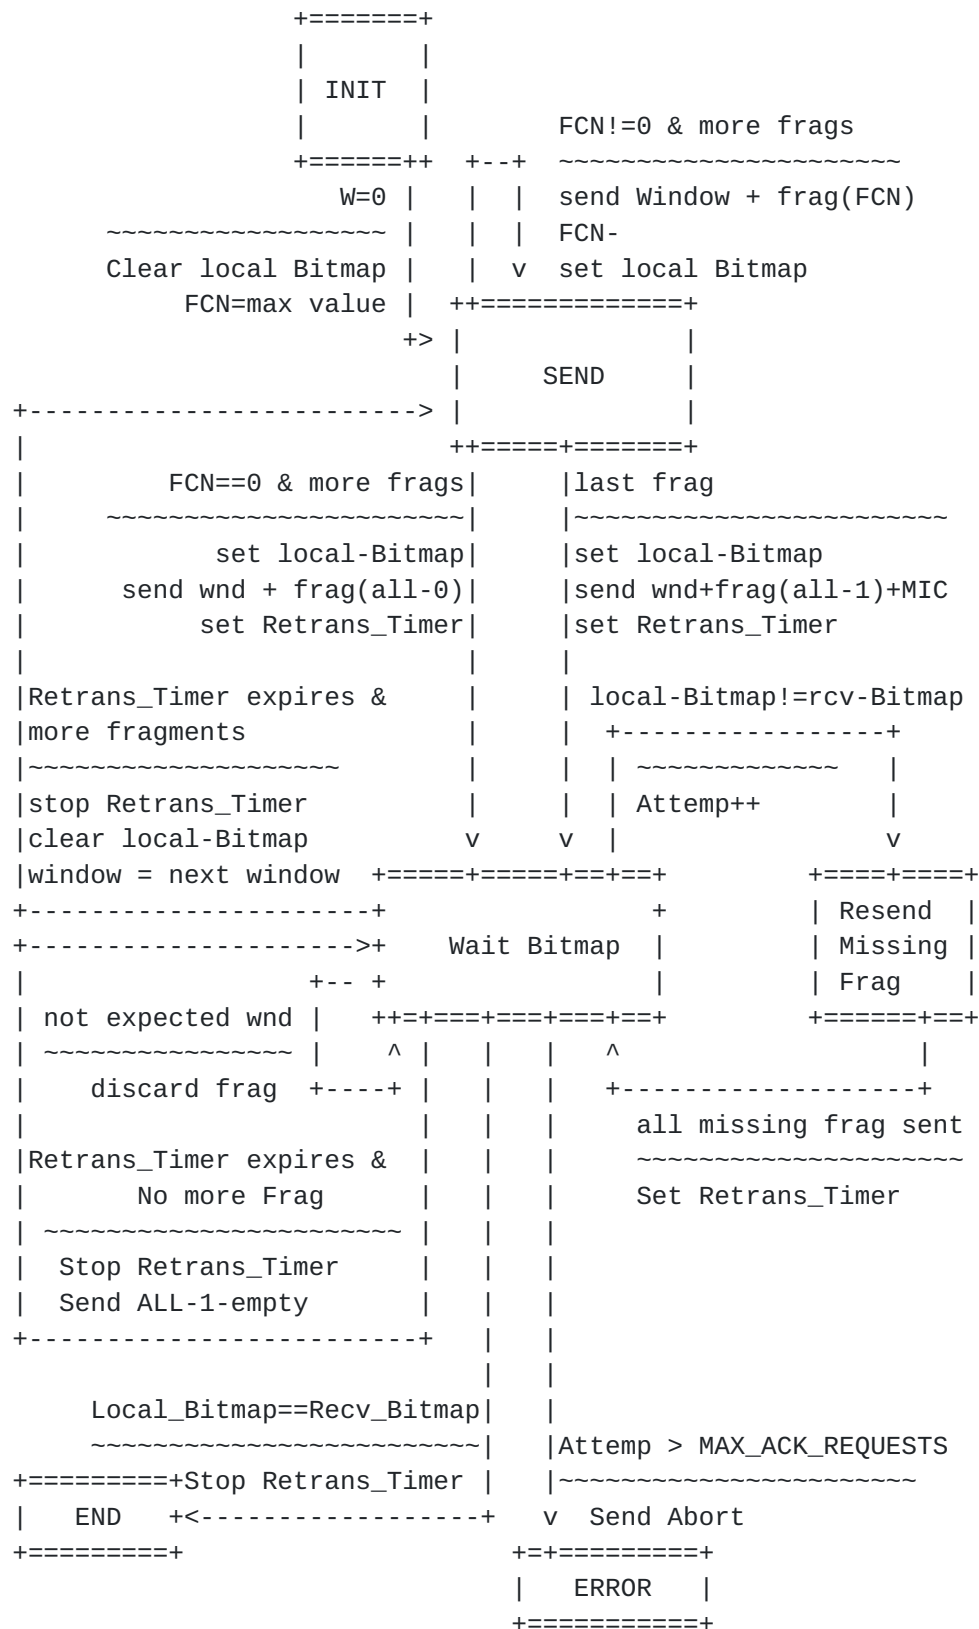 +=======+
                  |       |
                  | INIT  |
                  |       |        FCN!=0 & more frags
                  +======++  +--+  ~~~~~~~~~~~~~~~~~~~~~~
                     W=0 |   |  |  send Window + frag(FCN)
      ~~~~~~~~~~~~~~~~~~ |   |  |  FCN-
      Clear local Bitmap |   |  v  set local Bitmap
           FCN=max value |  ++=============+
                         +> |              |
                            |     SEND     |
+-------------------------> |              |
|                           ++=====+=======+
|         FCN==0 & more frags|     |last frag
|     ~~~~~~~~~~~~~~~~~~~~~~~|     |~~~~~~~~~~~~~~~~~~~~~~~~
|            set local-Bitmap|     |set local-Bitmap
|      send wnd + frag(all-0)|     |send wnd+frag(all-1)+MIC
|           set Retrans_Timer|     |set Retrans_Timer
|                            |     |
|Retrans_Timer expires &     |     | local-Bitmap!=rcv-Bitmap
|more fragments              |     |  +-----------------+
|~~~~~~~~~~~~~~~~~~~~        |     |  | ~~~~~~~~~~~~~   |
|stop Retrans_Timer          |     |  | Attemp++        |
|clear local-Bitmap          v     v  |                 v
|window = next window  +=====+=====+==+==+         +====+====+
+----------------------+                 +         | Resend  |
+--------------------->+    Wait Bitmap  |         | Missing |
|                  +-- +                 |         | Frag    |
| not expected wnd |   ++=+===+===+===+==+         +======+==+
| ~~~~~~~~~~~~~~~~ |    ^ |   |   |   ^                   |
|    discard frag  +----+ |   |   |   +-------------------+
|                         |   |   |     all missing frag sent
|Retrans_Timer expires &  |   |   |     ~~~~~~~~~~~~~~~~~~~~~
|       No more Frag      |   |   |     Set Retrans_Timer
| ~~~~~~~~~~~~~~~~~~~~~~~ |   |   |
|  Stop Retrans_Timer     |   |   |
|  Send ALL-1-empty       |   |   |
+-------------------------+   |   |
                              |   |
     Local_Bitmap==Recv_Bitmap|   |
     ~~~~~~~~~~~~~~~~~~~~~~~~~|   |Attemp > MAX_ACK_REQUESTS
+=========+Stop Retrans_Timer |   |~~~~~~~~~~~~~~~~~~~~~~~
|   END   +<------------------+   v  Send Abort
+=========+                     +=+=========+
                                |   ERROR   |
                                +===========+